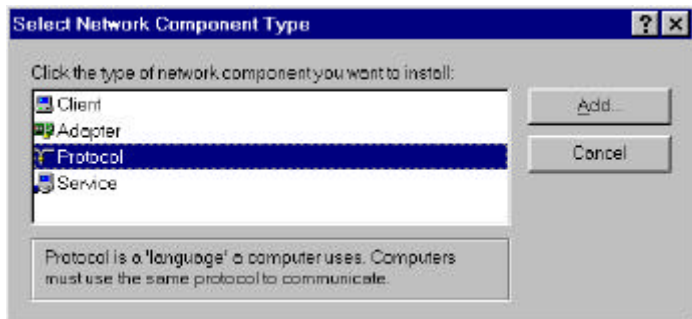 Select Network Component Type
Click the type of network component you want to install:
Client
Adapter
Protocol
Service
Add...
Cancel
Protocol is a 'language' a computer uses. Computers
must use the same protocol to communicate.